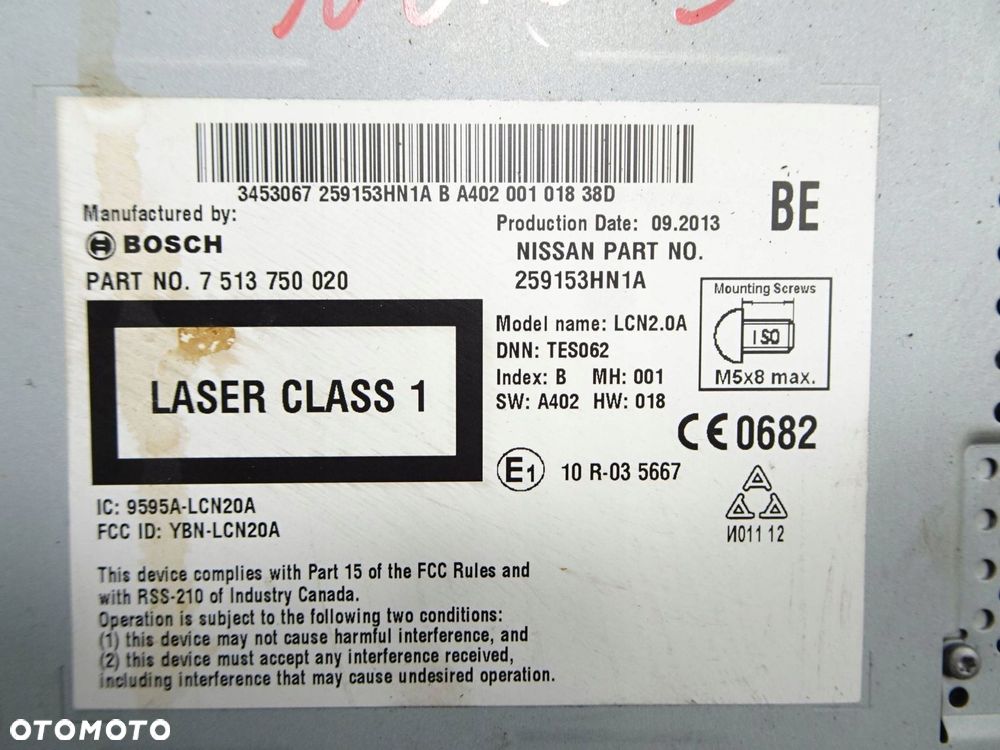 3453067 259153HN1A B A402 001 018 38D
BE
Manufactured by:
BOSCH
PART NO. 7 513 750 020
Production Date: 09.2013
NISSAN PART NO.
259153HN1A
Mounting Screws
ISO
M5x8 max.
LASER CLASS 1
Model name: LCN2.0A
DNN: TES062
Index: B MH: 001
SW: A402 HW: 018
CE0682
E1 10 R-03 5667
И011 12
IC: 9595A-LCN20A
FCC ID: YBN-LCN20A
This device complies with Part 15 of the FCC Rules and
with RSS-210 of Industry Canada.
Operation is subject to the following two conditions:
(1) this device may not cause harmful interference, and
(2) this device must accept any interference received,
including interference that may cause undesired operation.
OTOMOTO